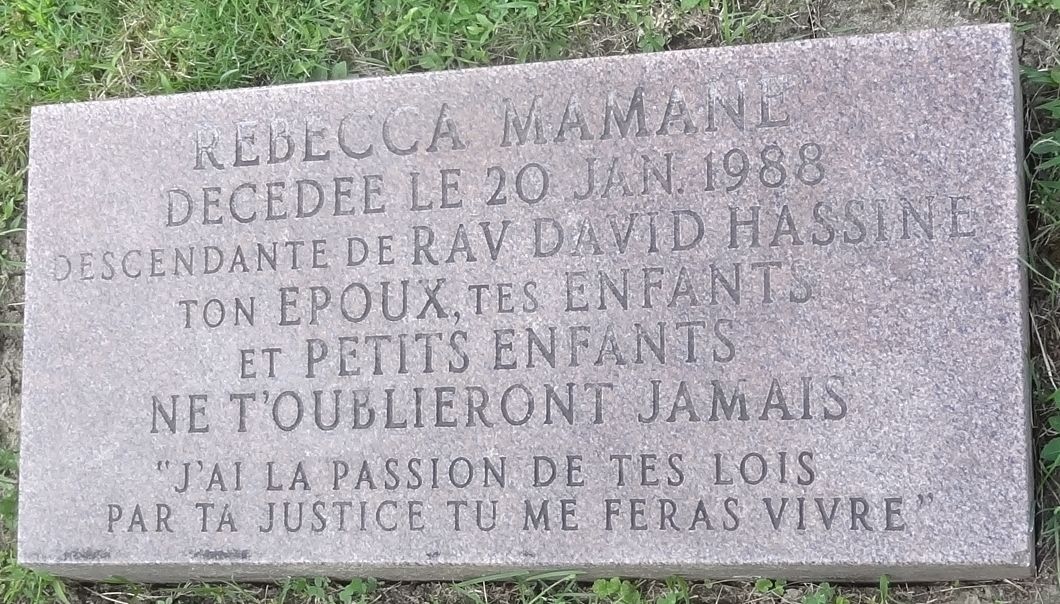 REBECCA MAMANE
DECEDEE LE 20 JAN. 1988
DESCENDANTE DE RAV DAVID HASSINE
TON EPOUX, TES ENFANTS
ET PETITS ENFANTS
NE T'OUBLIERONT JAMAIS
"J'AI LA PASSION DE TES LOIS
PAR TA JUSTICE TU ME FERAS VIVRE"